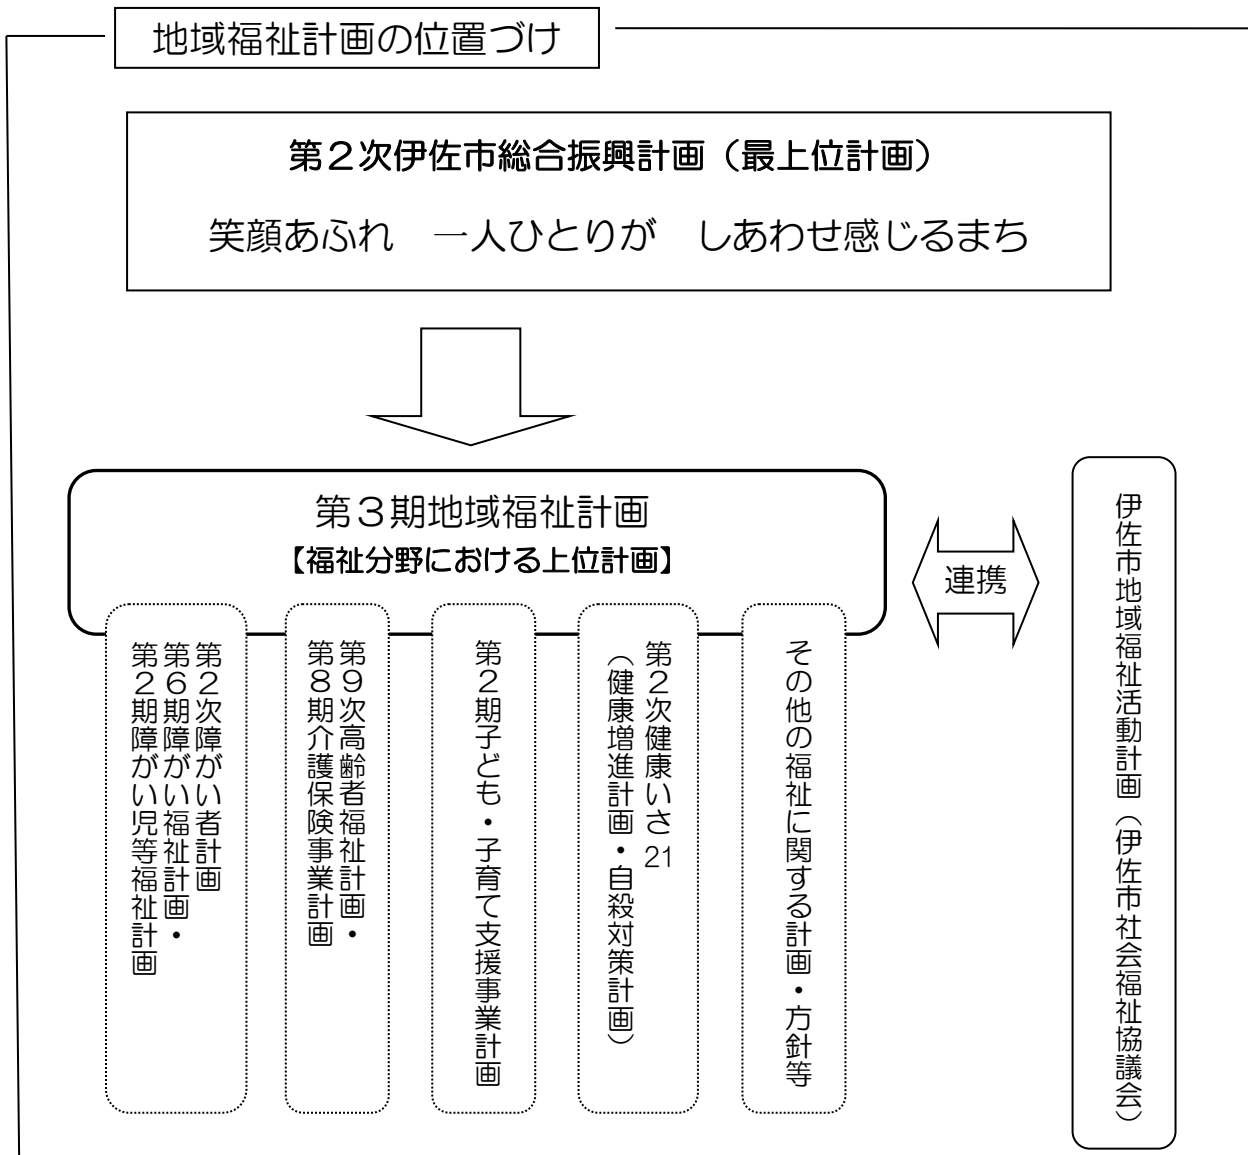 地域福祉計画の位置づけ
第２次伊佐市総合振興計画（最上位計画）
笑顔あふれ　一人ひとりが　しあわせ感じるまち
第３期地域福祉計画
【福祉分野における上位計画】
連携
第２次障がい者計画
第６期障がい福祉計画・
第２期障がい児等福祉計画
第９次高齢者福祉計画・
第８期介護保険事業計画
第２期子ども・子育て支援事業計画
第２次健康いさ21
（健康増進計画・自殺対策計画）
その他の福祉に関する計画・方針等
伊佐市地域福祉活動計画（伊佐市社会福祉協議会）